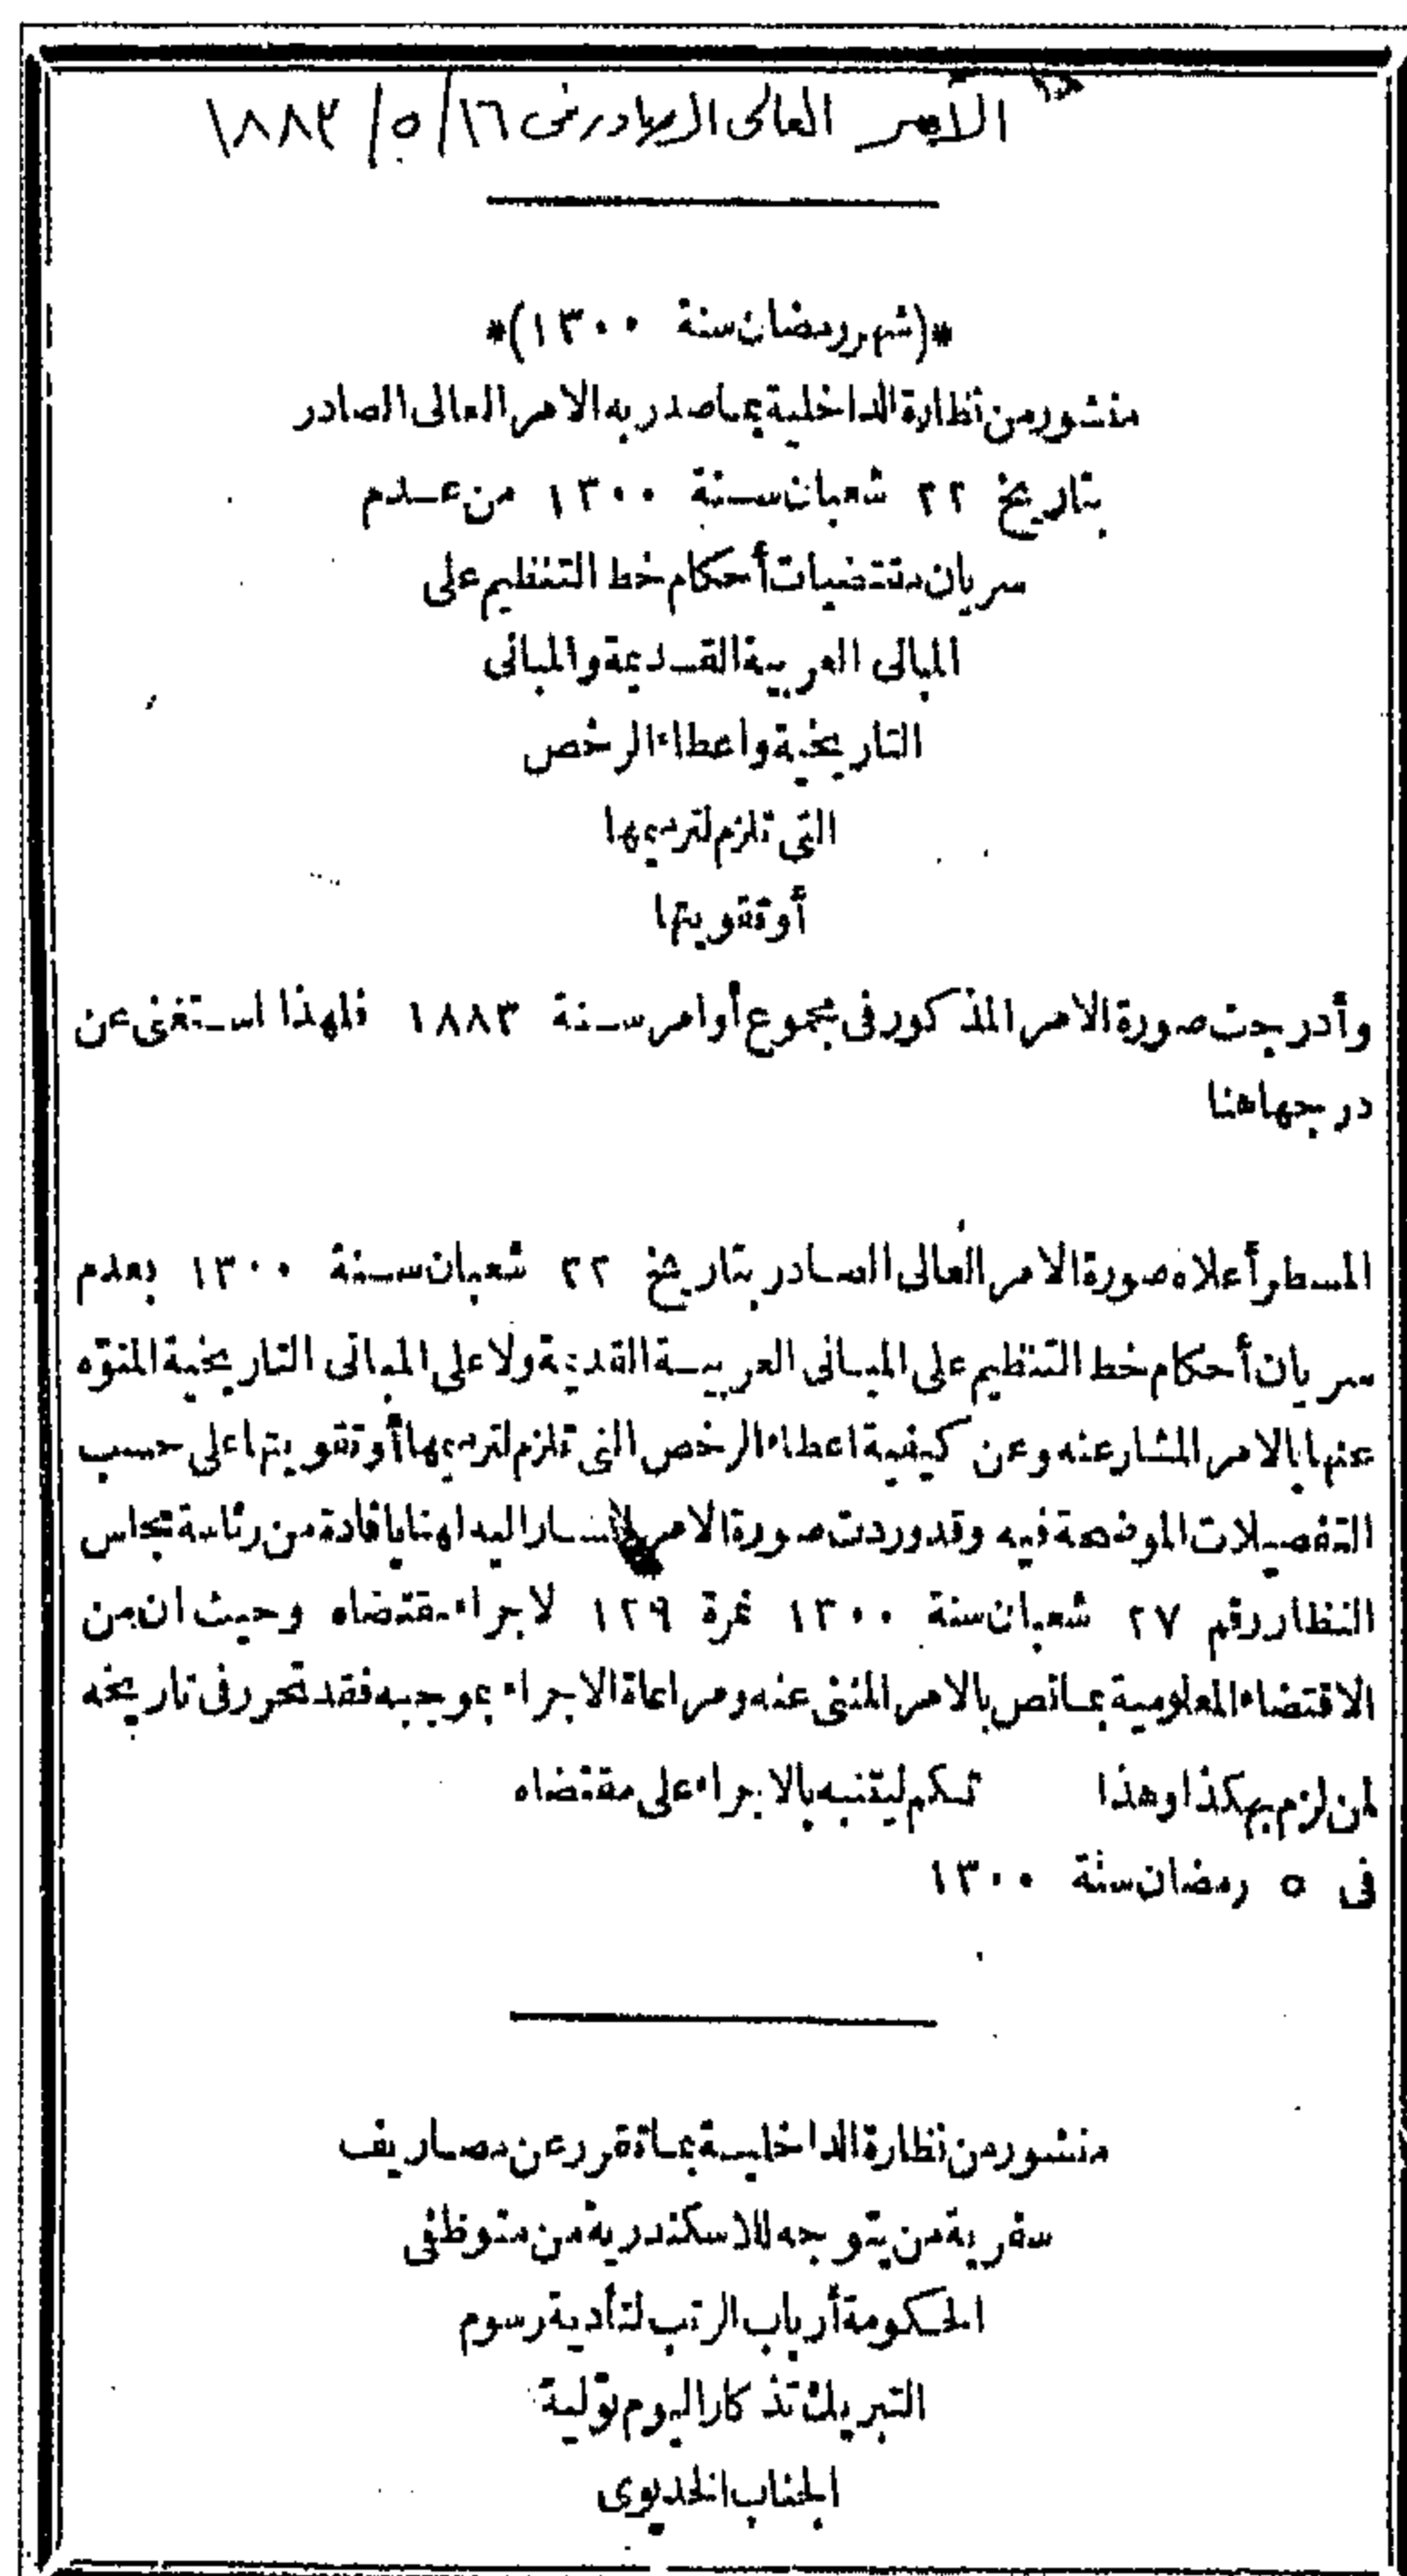 الأمر العالى الصادر فى ١٦/٥/١٨٨٣
*(شهر رمضان سنة ١٣٠٠)*
منشور من نظارة الداخلية بما صدر به الامر العالى الصادر
بتاريخ ٢٢ شعبان سنة ١٣٠٠ من عدم
سريان مقتضيات أحكام خط التنظيم على
المبانى العربية القديمة والمبانى
التاريخية واعطاء الرخص
التى تلزم لترميمها
أو تقويتها
وأدرجت صورة الامر المذكور فى مجموع أوامر سنة ١٨٨٣ فلهذا استغنى عن
درجها هنا
المسطر أعلاه صورة الامر العالى الصادر بتاريخ ٢٢ شعبان سنة ١٣٠٠ بعدم
سريان أحكام خط التنظيم على المبانى العربية القديمة ولا على المبانى التاريخية المنوّه
عنها بالامر المشار عنه وعن كيفية اعطاء الرخص التى تلزم لترميمها أو تقويتها على حسب
التفصيلات الموضحة فيه وقد وردت صورة الامر المشار اليه لهنا بافادة من رئاسة مجلس
النظار رقم ٢٧ شعبان سنة ١٣٠٠ نمرة ١٢٩ لاجراء مقتضاه وحيث ان من
الاقتضاء المعلومية بما نص بالامر المنبى عنه ومراعاة الاجراء بموجبه فقد تحرر فى تاريخه
لمن لزم بهكذا وهذا لكم ليتنبه بالاجراء على مقتضاه
فى ٥ رمضان سنة ١٣٠٠
منشور من نظارة الداخلية بما تقرر عن مصاريف
سفرية من يتوجه للاسكندرية من متوظفى
الحكومة أرباب الرتب لتأدية رسوم
التبريك تذكارا ليوم تولية
الجناب الخديوى